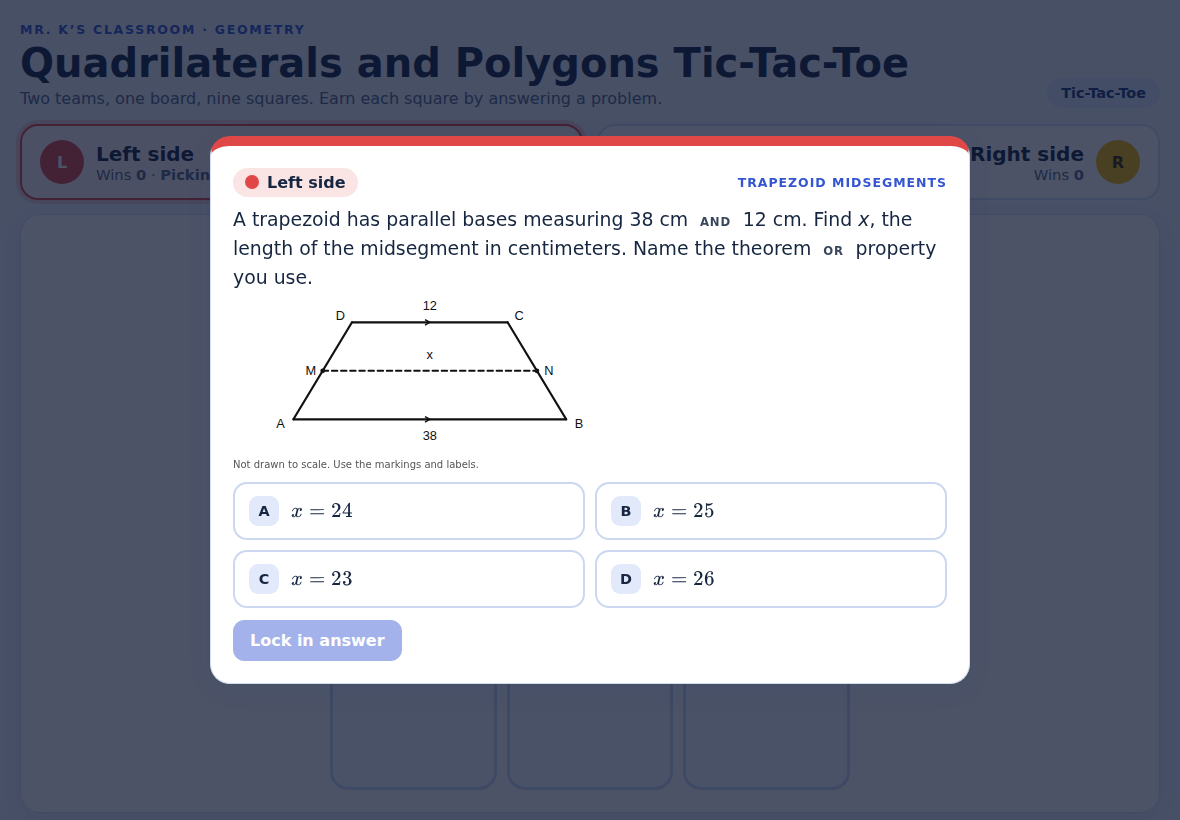 MR. K'S CLASSROOM · GEOMETRY
Quadrilaterals and Polygons Tic-Tac-Toe
Two teams, one board, nine squares. Earn each square by answering a problem.
Tic-Tac-Toe
L
Left side
Wins 0 · Pickin
Right side
Wins 0
R
Left side
TRAPEZOID MIDSEGMENTS
A trapezoid has parallel bases measuring 38 cm AND 12 cm. Find x, the
length of the midsegment in centimeters. Name the theorem OR property
you use.
12
D
C
x
M
N
A
B
38
Not drawn to scale. Use the markings and labels.
A x = 24
B x = 25
C x = 23
D x = 26
Lock in answer